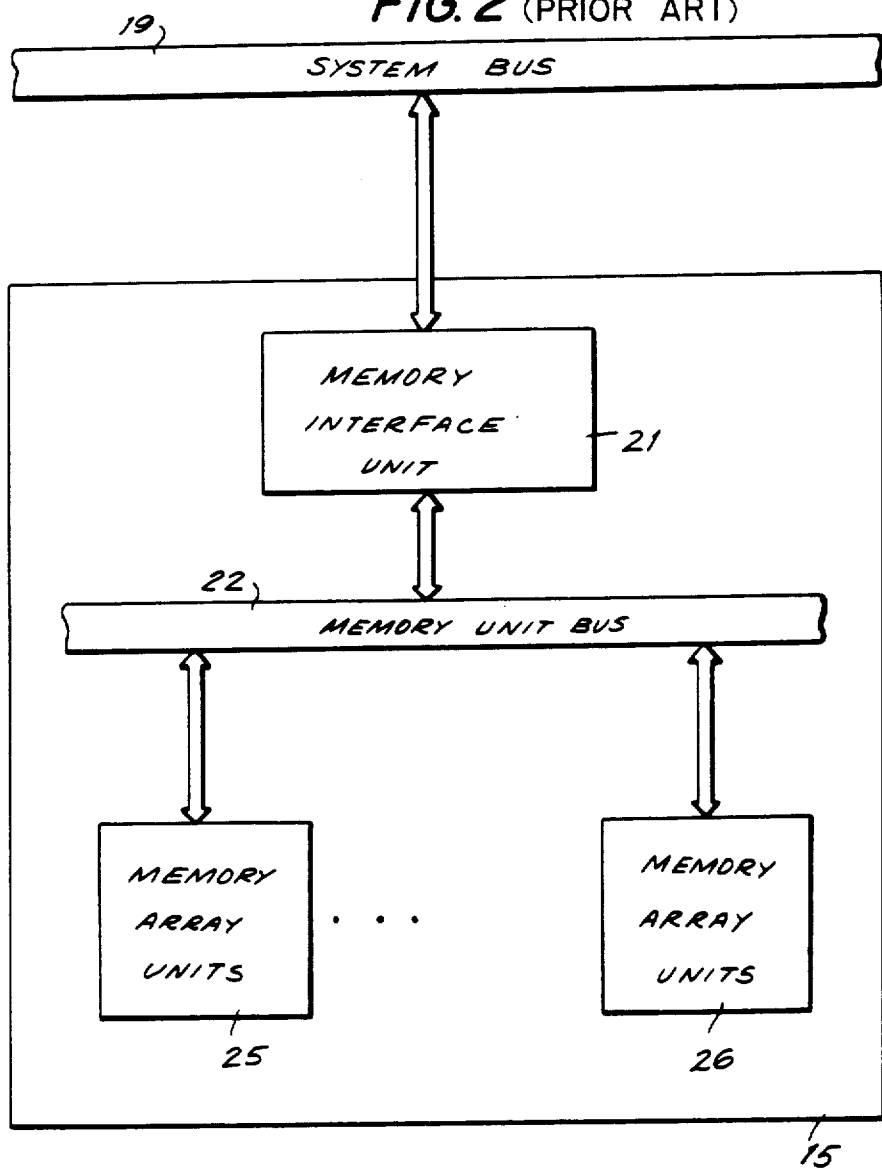 FIG. 2 (PRIOR ART)
19
SYSTEM BUS
MEMORY
INTERFACE
UNIT
21
22
MEMORY UNIT BUS
MEMORY
ARRAY
UNITS
25
. . .
MEMORY
ARRAY
UNITS
26
15